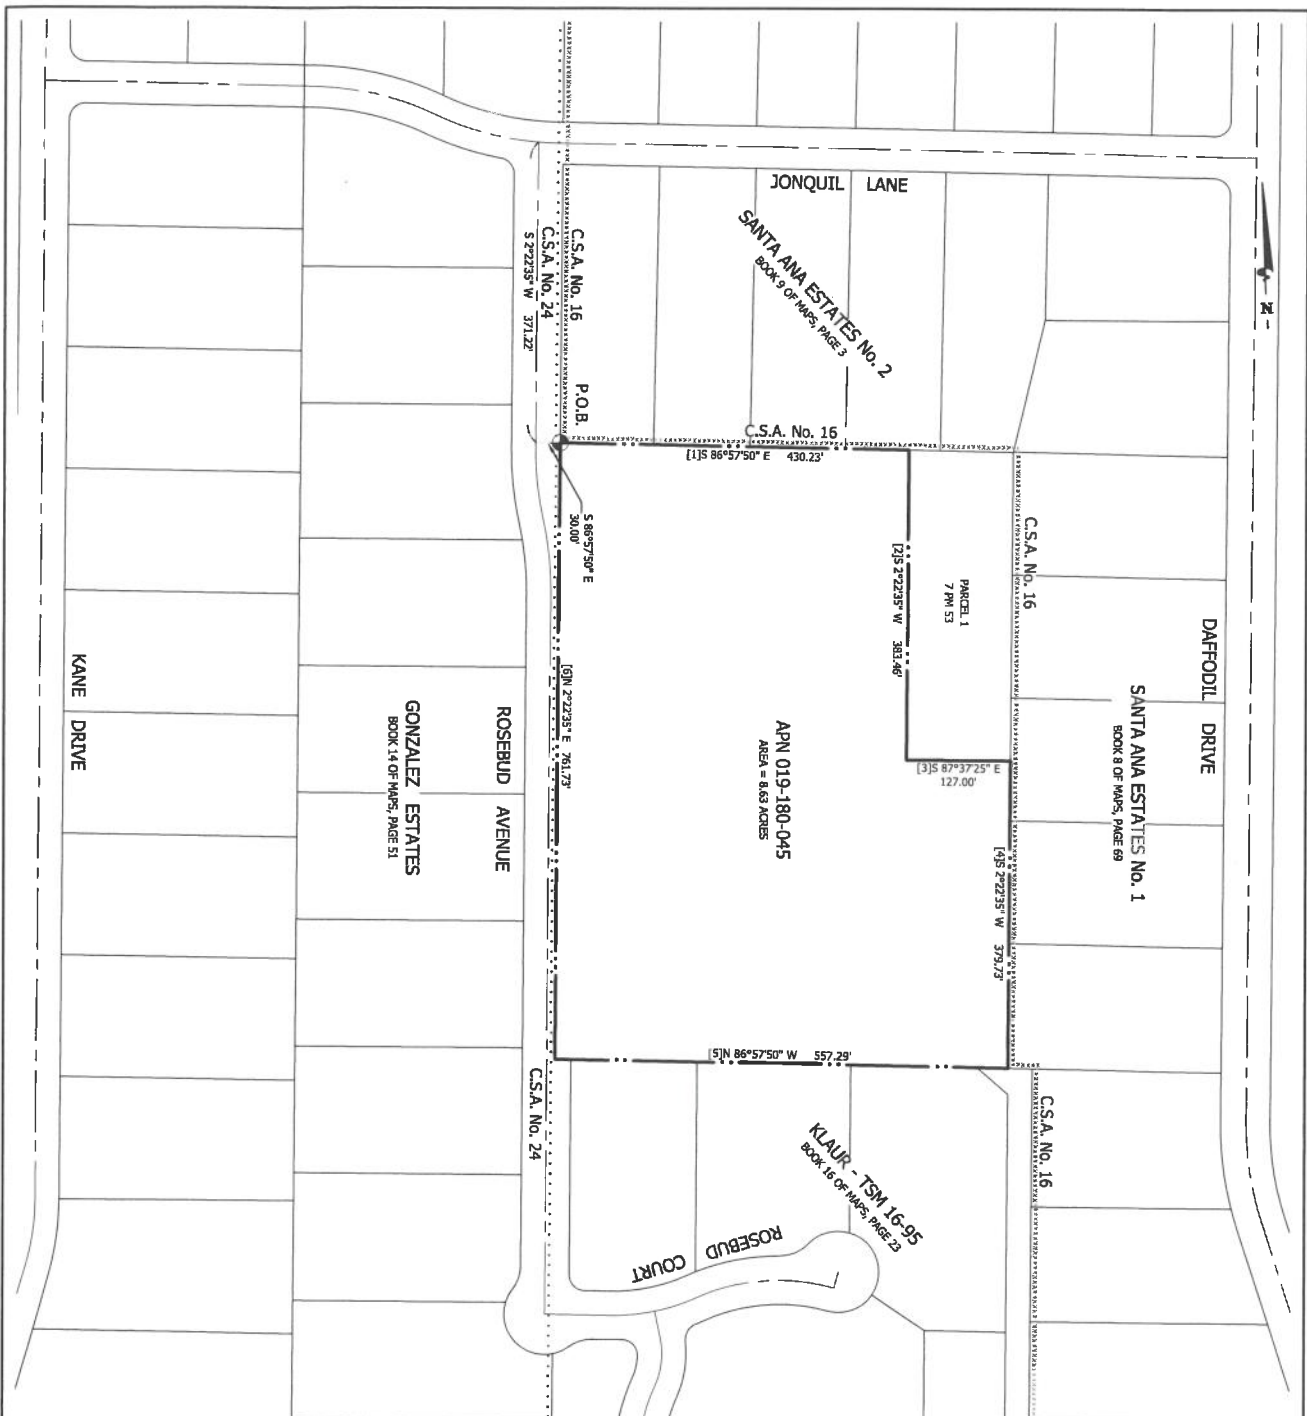 JONQUIL LANE
SANTA ANA ESTATES No. 2
BOOK 9 OF MAPS, PAGE 3
N
C.S.A. No. 16
C.S.A. No. 24
S 2°22'35" W 371.22'
P.O.B.
C.S.A. No. 16
[1]S 86°57'50" E 430.23'
S 86°57'50" E
30.00'
[2]S 2°22'35" W 383.46'
PARCEL 1
7 PM 53
C.S.A. No. 16
DAFFODIL DRIVE
SANTA ANA ESTATES No. 1
BOOK 8 OF MAPS, PAGE 69
[3]S 87°37'25" E
127.00'
APN 019-180-045
AREA = 8.63 ACRES
[4]S 2°22'35" W 379.73'
[6]N 2°22'35" E 761.73'
ROSEBUD AVENUE
GONZALEZ ESTATES
BOOK 14 OF MAPS, PAGE 51
KANE DRIVE
[5]N 86°57'50" W 557.29'
C.S.A. No. 24
C.S.A. No. 16
KLAUR - TSM 16-95
BOOK 16 OF MAPS, PAGE 23
ROSEBUD COURT